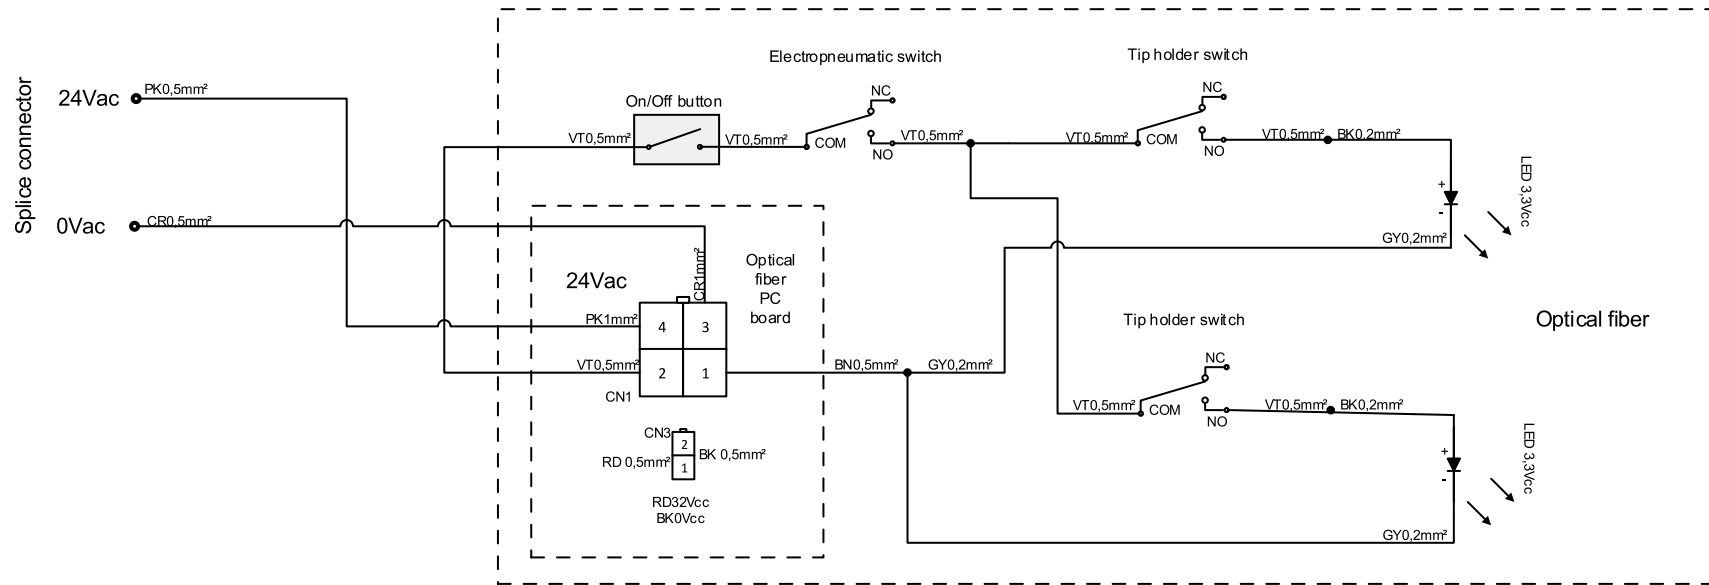 Splice connector
24Vac
PK0,5mm²
0Vac
CR0,5mm²
Electropneumatic switch
Tip holder switch
On/Off button
VT0,5mm²
VT0,5mm²
COM
NC
NO
VT0,5mm²
VT0,5mm²
COM
NC
NO
VT0,5mm²
BK0,2mm²
+
-
LED 3,3Vcc
GY0,2mm²
24Vac
CR1mm²
Optical
fiber
PC
board
PK1mm²
4
3
VT0,5mm²
2
1
CN1
BN0,5mm²
GY0,2mm²
Tip holder switch
Optical fiber
VT0,5mm²
COM
NC
NO
VT0,5mm²
BK0,2mm²
+
-
LED 3,3Vcc
GY0,2mm²
CN3
2
BK 0,5mm²
RD 0,5mm²
1
RD32Vcc
BK0Vcc